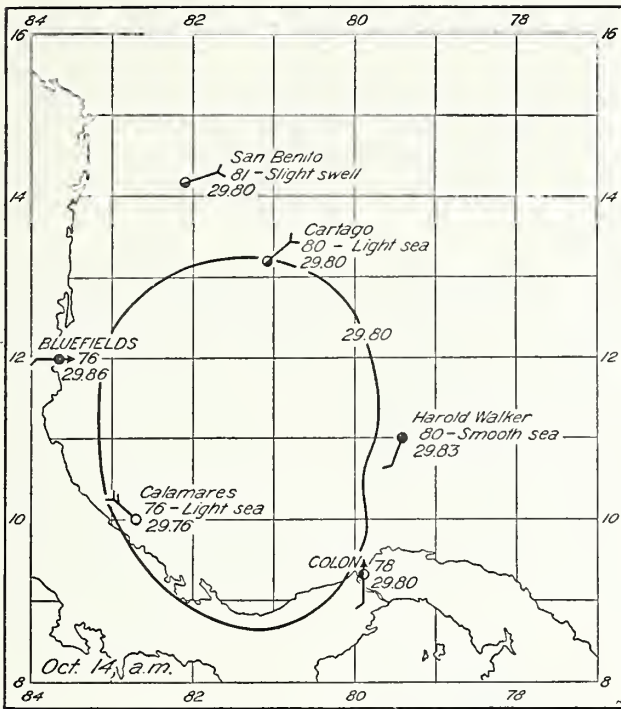 84 82 80 78
16 16
San Benito
81-Slight swell
29.80
14 14
Cartago
80 - Light sea
29.80
29.80
BLUEFIELDS
76
29.86
12 12
Harold Walker
80-Smooth sea
29.83
Calamares
76-Light sea
29.76
10 10
COLON
78
29.80
Oct. 14, a.m.
8 8
84 82 80 78